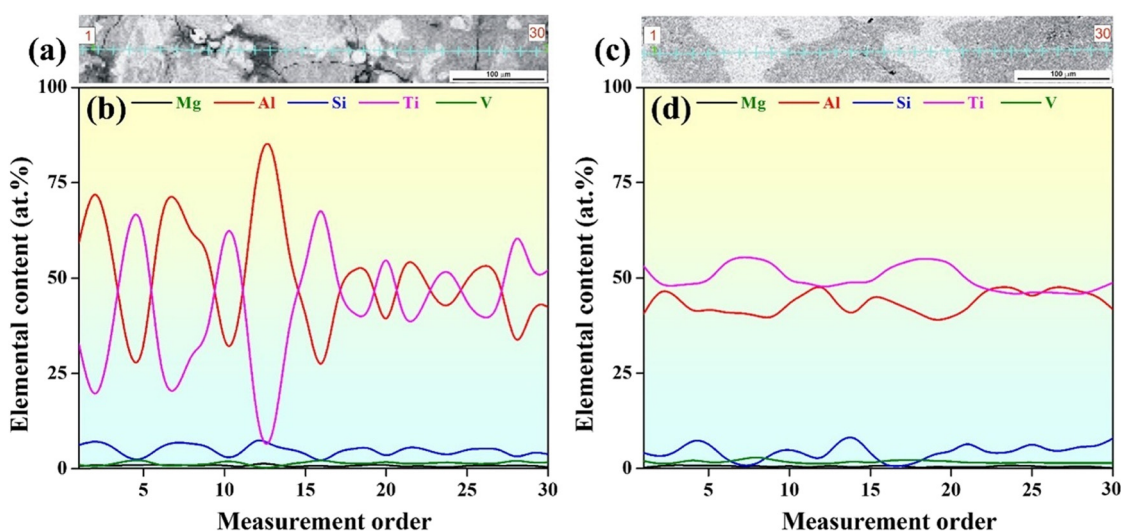 (a)
1
30
100 µm
(c)
1
30
100 µm
Elemental content (at.%)
100
75
50
25
0
(b)
Mg Al Si Ti V
5 10 15 20 25 30
Measurement order
Elemental content (at.%)
100
75
50
25
0
(d)
Mg Al Si Ti V
5 10 15 20 25 30
Measurement order